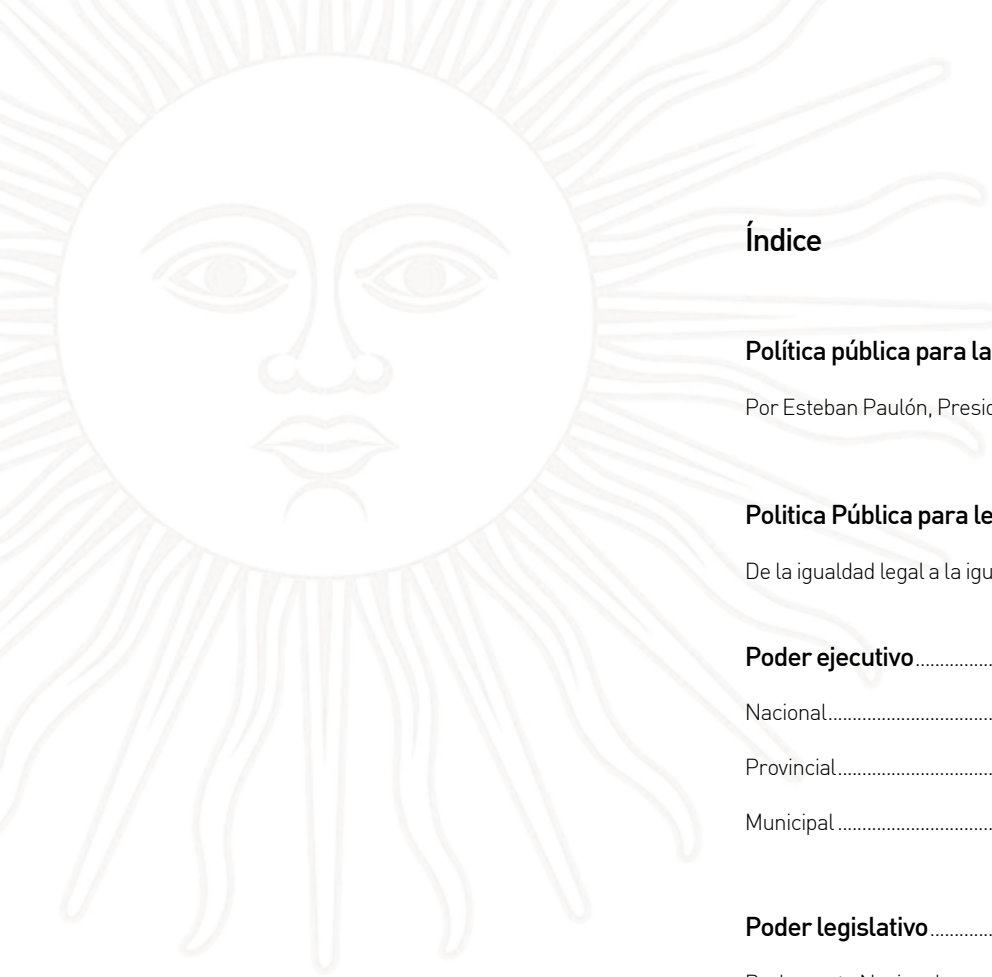 Índice
Política pública para la
Por Esteban Paulón, Presid
Politica Pública para le
De la igualdad legal a la igu
Poder ejecutivo................
Nacional..................................
Provincial................................
Municipal................................
Poder legislativo.............